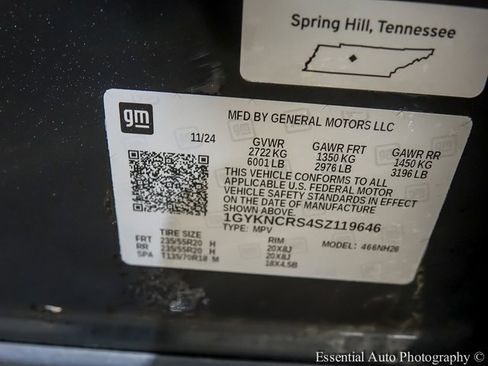 Spring Hill, Tennessee
gm
MFD BY GENERAL MOTORS LLC
11/24
GVWR GAWR FRT GAWR RR
2722 KG 1350 KG 1450 KG
6001 LB 2976 LB 3196 LB
THIS VEHICLE CONFORMS TO ALL
APPLICABLE U.S. FEDERAL MOTOR
VEHICLE SAFETY STANDARDS IN EFFECT
ON THE DATE OF MANUFACTURE
SHOWN ABOVE.
1GYKNCRS4SZ119646
TYPE: MPV MODEL: 466NH26
TIRE SIZE RIM
FRT 235/55R20 H 20X8J
RR 235/55R20 H 20X8J
SPA T135/70R18 M 18X4.5B
Essential Auto Photography ©